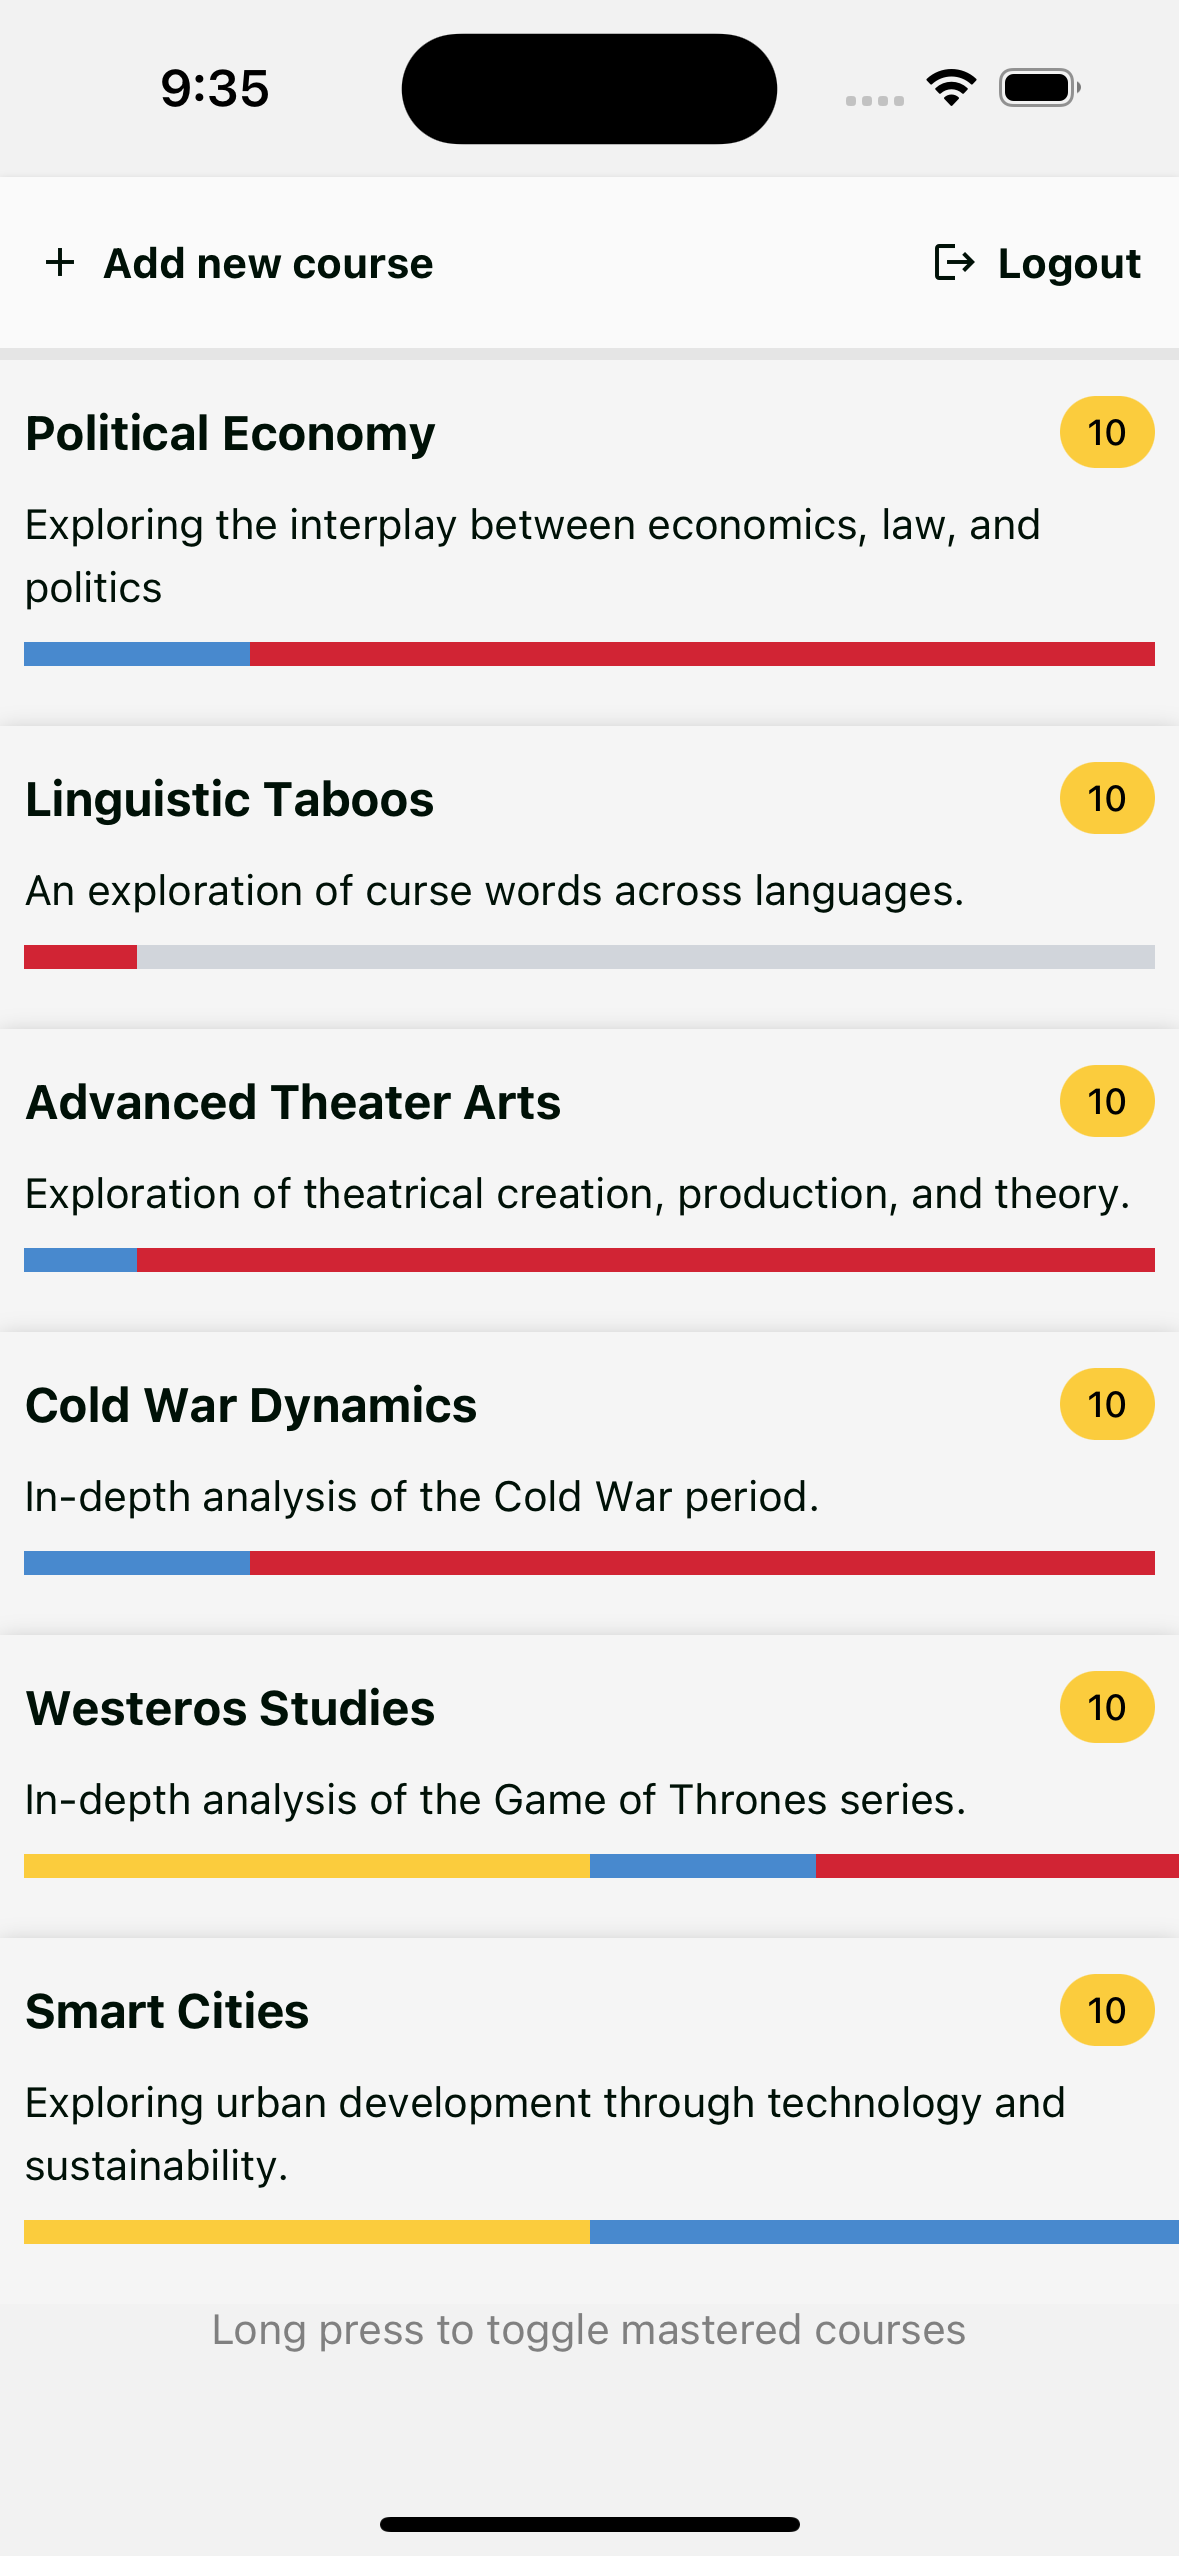 9:35
+ Add new course
Logout
Political Economy
10
Exploring the interplay between economics, law, and
politics
Linguistic Taboos
10
An exploration of curse words across languages.
Advanced Theater Arts
10
Exploration of theatrical creation, production, and theory.
Cold War Dynamics
10
In-depth analysis of the Cold War period.
Westeros Studies
10
In-depth analysis of the Game of Thrones series.
Smart Cities
10
Exploring urban development through technology and
sustainability.
Long press to toggle mastered courses